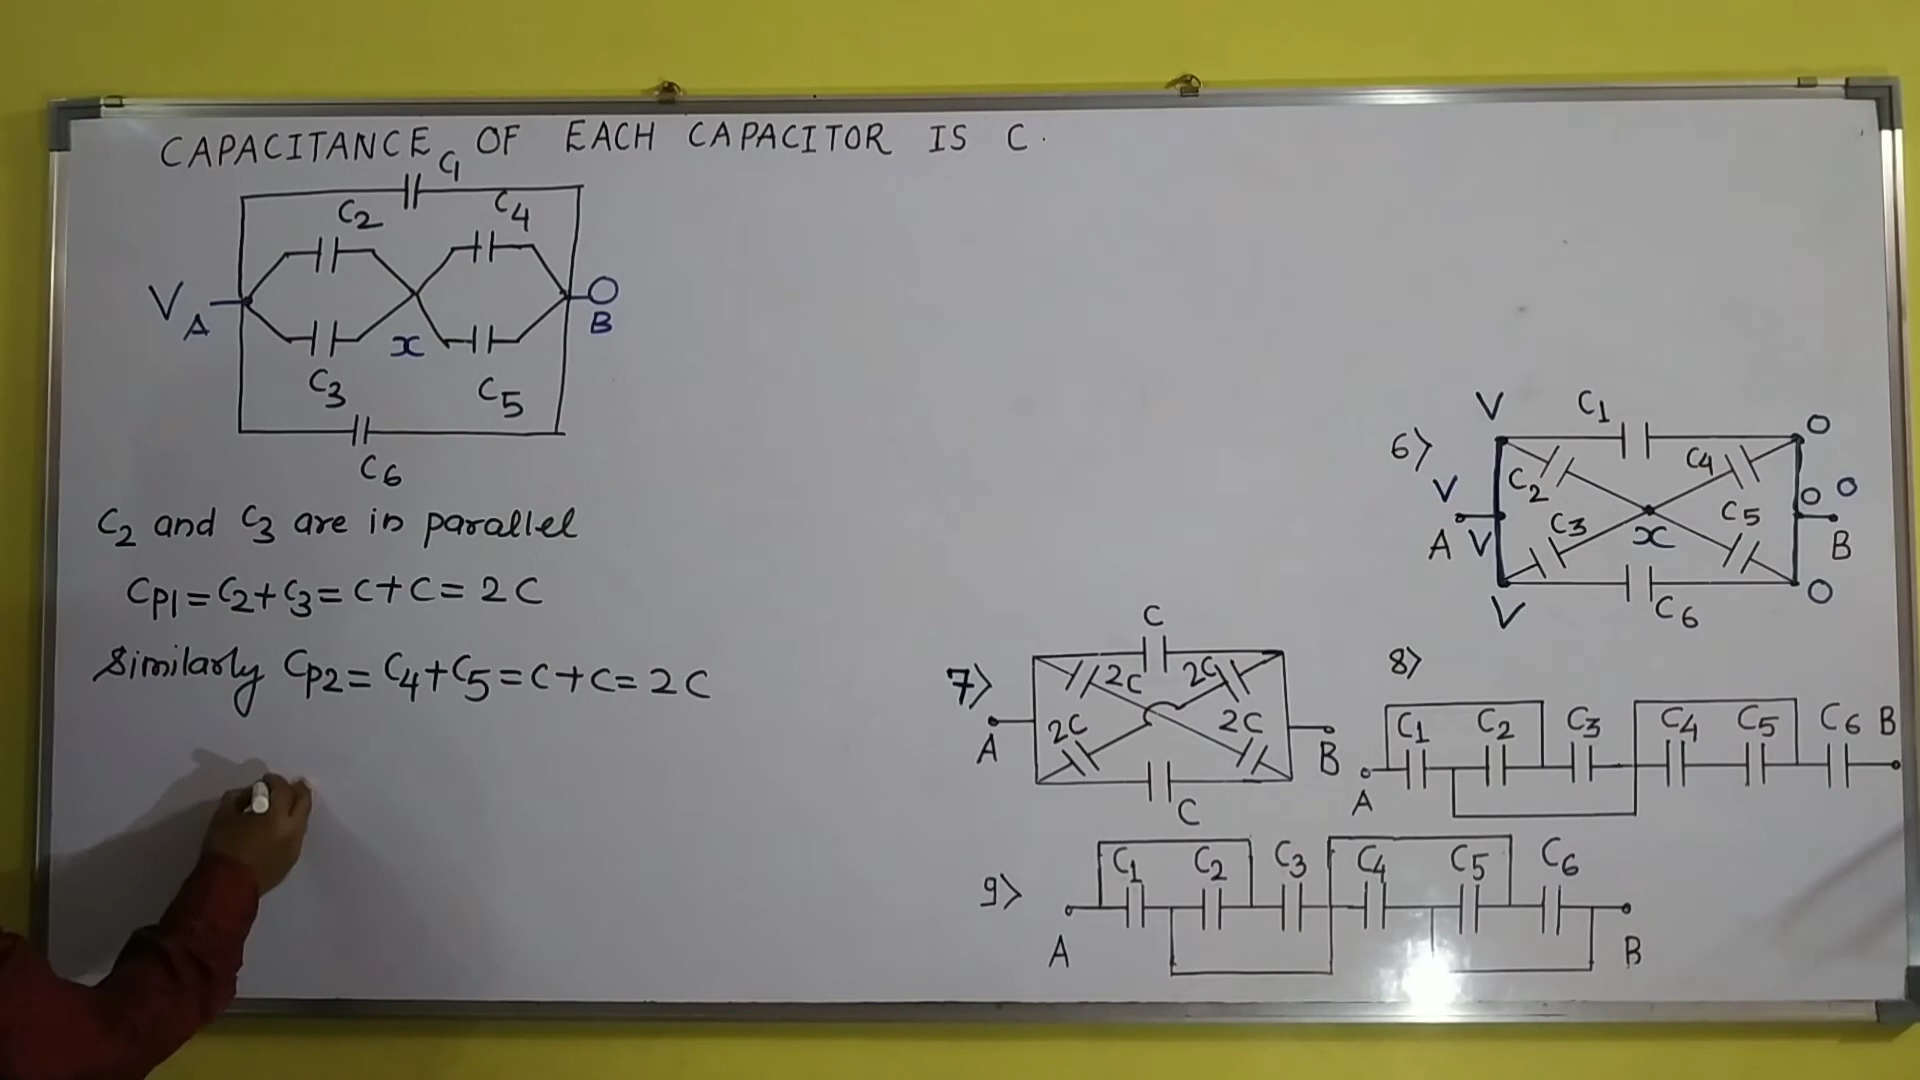 CAPACITANCE OF EACH CAPACITOR IS C.
C1
C2 C4
V A x O B
C3 C5
C6
C2 and C3 are in parallel
CP1=C2+C3=C+C=2C
Similarly CP2=C4+C5=C+C=2C
6>
V C1 O
C2 C4
V O O
A V C3 x C5 B
V C6 O
7>
C
2C 2C
A 2C 2C B
C
8>
C1 C2 C3 C4 C5 C6 B
A
9>
C1 C2 C3 C4 C5 C6
A B